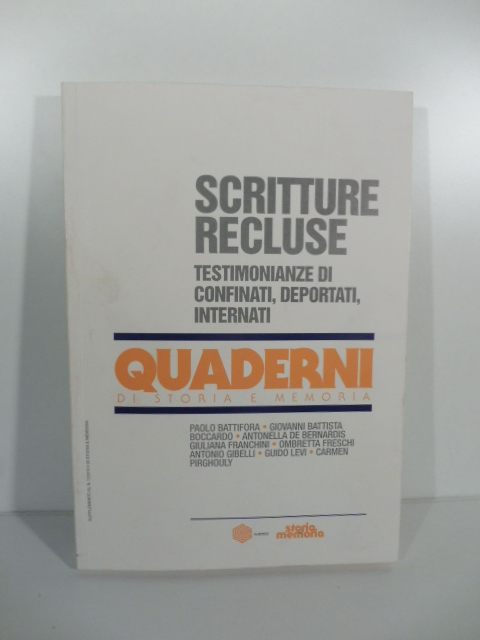 SCRITTURE
RECLUSE
TESTIMONIANZE DI
CONFINATI, DEPORTATI,
INTERNATI
QUADERNI
DI STORIA E MEMORIA
PAOLO BATTIFORA • GIOVANNI BATTISTA
BOCCARDO • ANTONELLA DE BERNARDIS
GIULIANA FRANCHINI • OMBRETTA FRESCHI
ANTONIO GIBELLI • GUIDO LEVI • CARMEN
PIRGHOULY
storia
memoria